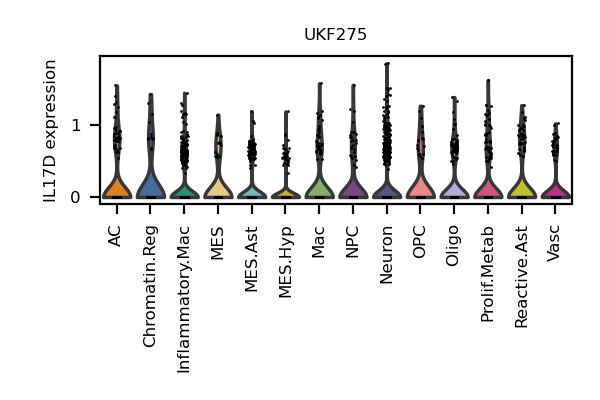 UKF275
IL17D expression
1
0
AC
Chromatin.Reg
Inflammatory.Mac
MES
MES.Ast
MES.Hyp
Mac
NPC
Neuron
OPC
Oligo
Prolif.Metab
Reactive.Ast
Vasc